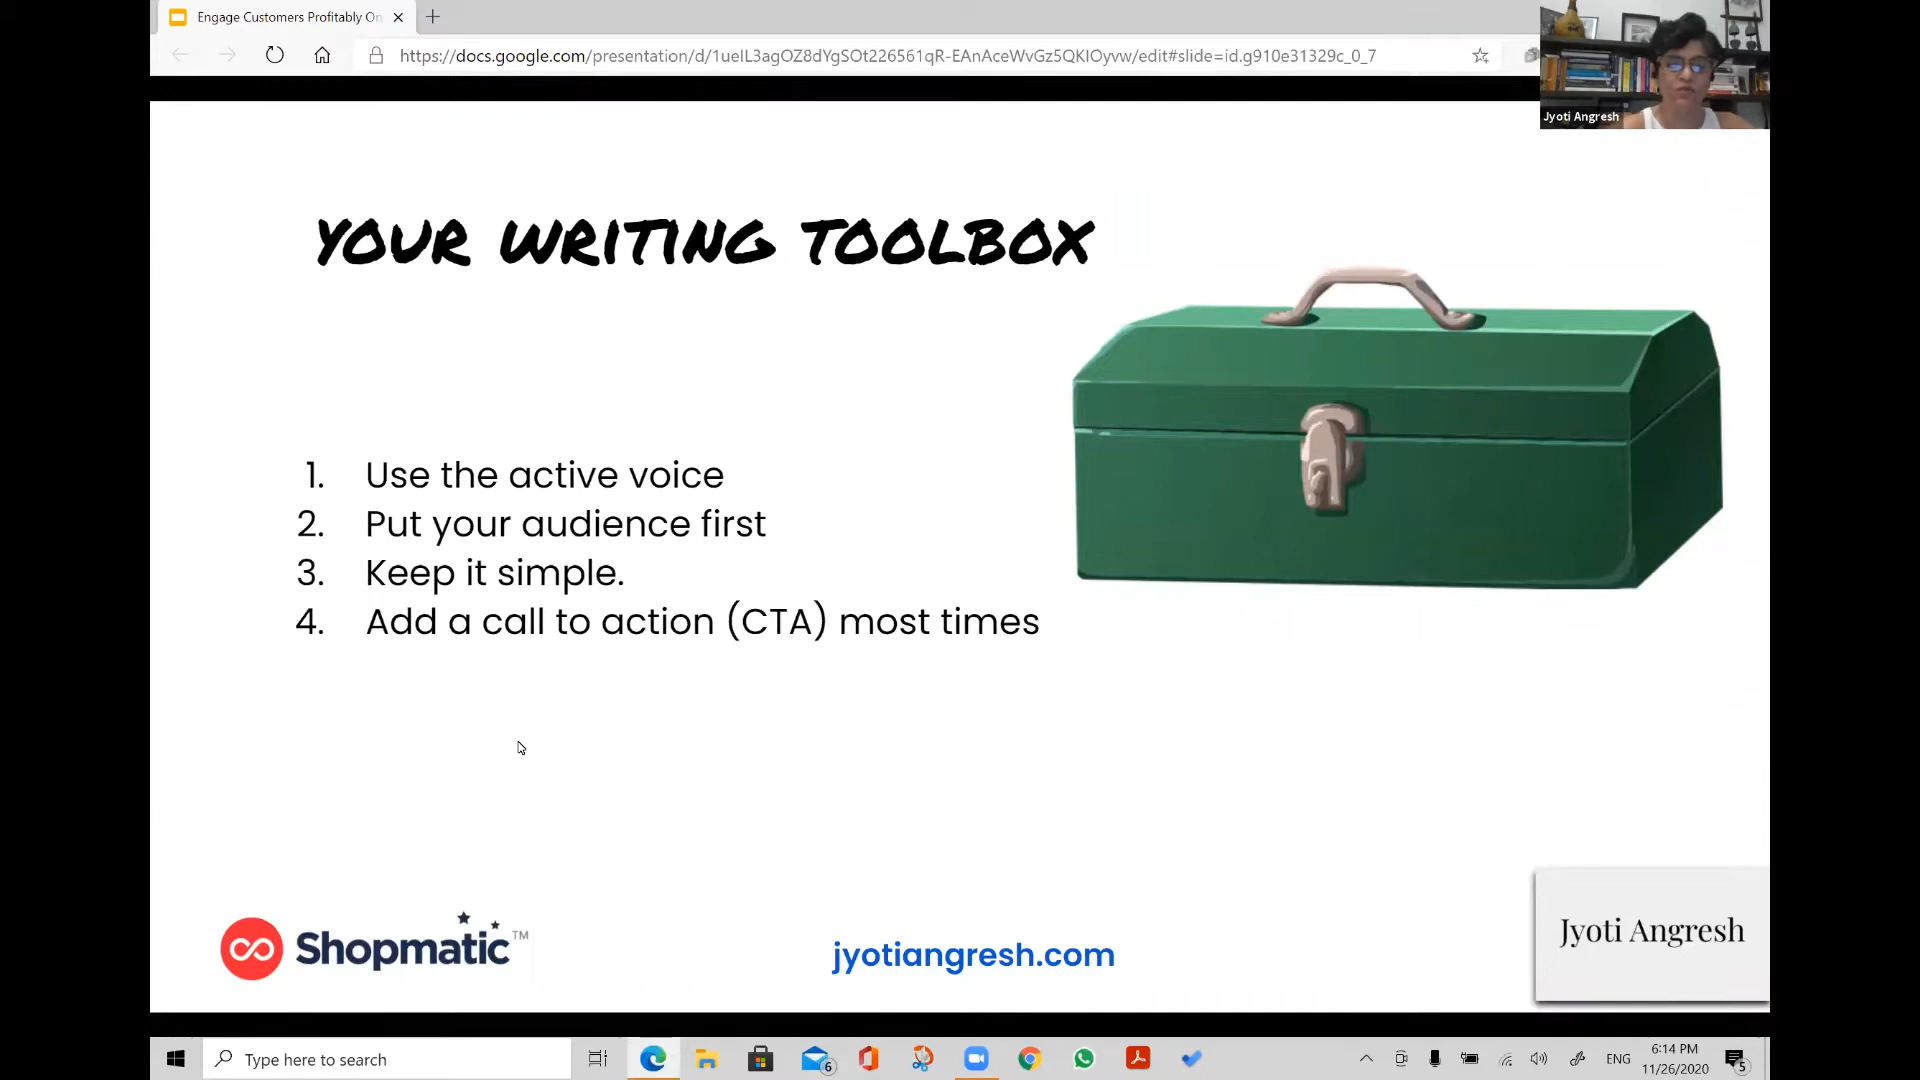 Engage Customers Profitably On
https://docs.google.com/presentation/d/1ueIL3agOZ8dYgSOt226561qR-EAnAceWvGz5QKIOyvw/edit#slide=id.g910e31329c_0_7
Jyoti Angresh
YOUR WRITING TOOLBOX
1. Use the active voice
2. Put your audience first
3. Keep it simple.
4. Add a call to action (CTA) most times
Shopmatic™
jyotiangresh.com
Jyoti Angresh
Type here to search
6
ENG
6:14 PM
11/26/2020
5